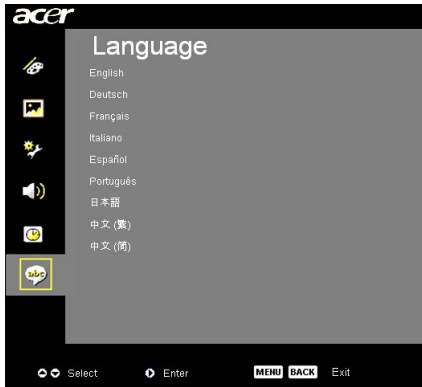 acer
Language
English
Deutsch
Français
Italiano
Español
Português
日本語
中文 (繁)
中文 (简)
abc
Select Enter MENU BACK Exit